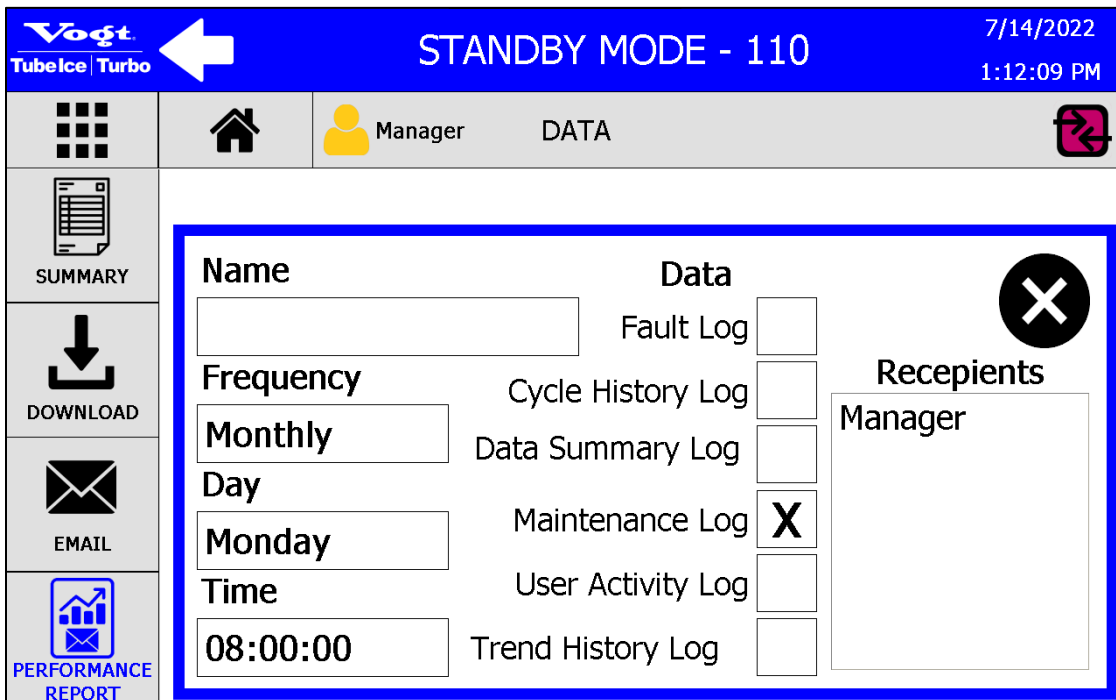 Vogt.
Tube Ice | Turbo
STANDBY MODE - 110
7/14/2022
1:12:09 PM
Manager
DATA
SUMMARY
DOWNLOAD
EMAIL
PERFORMANCE
REPORT
Name
Frequency
Monthly
Day
Monday
Time
08:00:00
Data
Fault Log
Cycle History Log
Data Summary Log
Maintenance Log X
User Activity Log
Trend History Log
Recepients
Manager